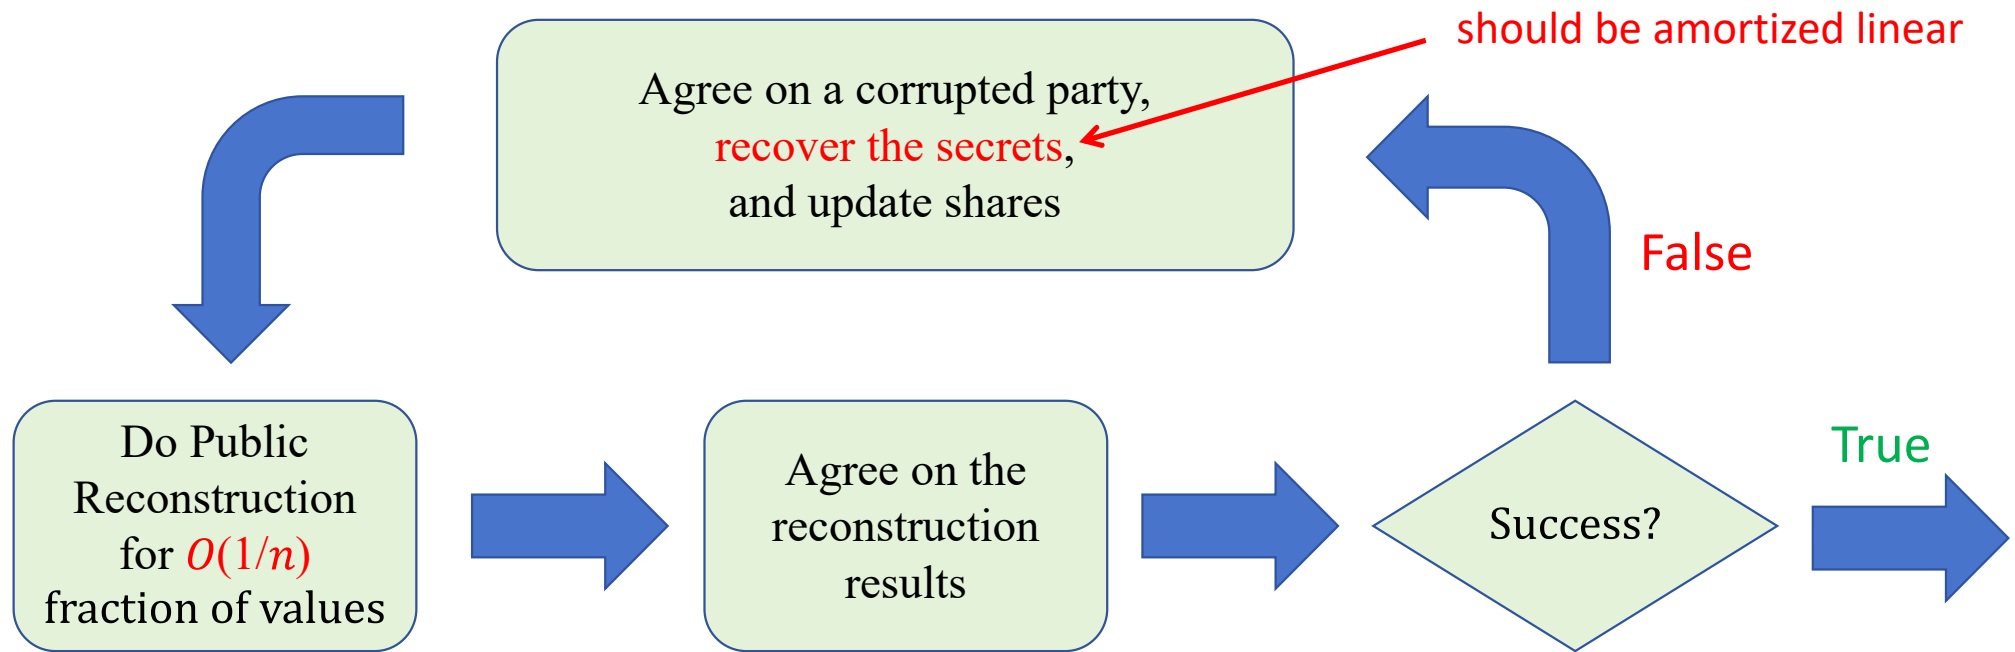 should be amortized linear
Agree on a corrupted party,
recover the secrets,
and update shares
False
Do Public
Reconstruction
for O(1/n)
fraction of values
Agree on the
reconstruction
results
Success?
True